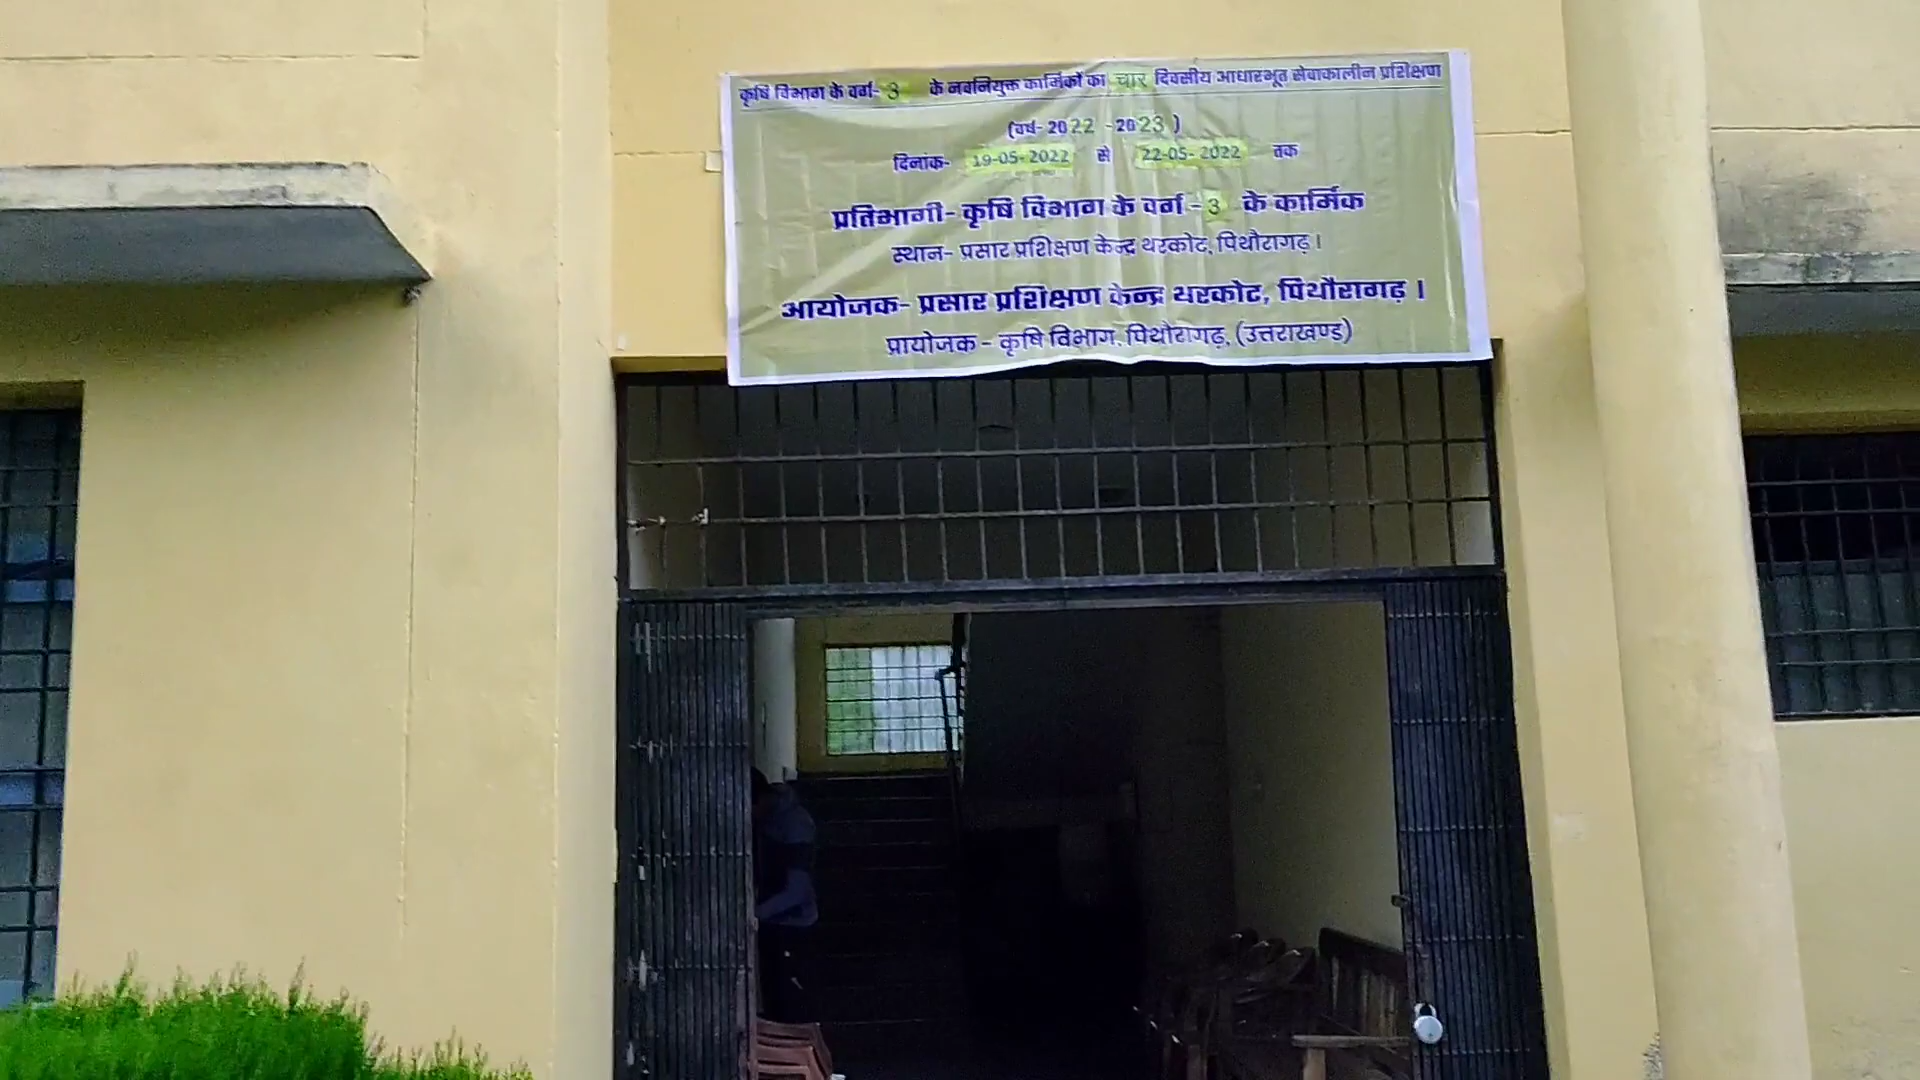 कृषि विभाग के वर्ग- 3 के नवनियुक्त कार्मिकों का चार दिवसीय आधारभूत सेवाकालीन प्रशिक्षण
(वर्ष- 2022 -2023 )
दिनांक- 19-05-2022 से 22-05-2022 तक
प्रतिभागी- कृषि विभाग के वर्ग -3 के कार्मिक
स्थान- प्रसार प्रशिक्षण केन्द्र थरकोट, पिथौरागढ़।
आयोजक- प्रसार प्रशिक्षण केन्द्र थरकोट, पिथौरागढ़ ।
प्रायोजक - कृषि विभाग, पिथौरागढ़, (उत्तराखण्ड)